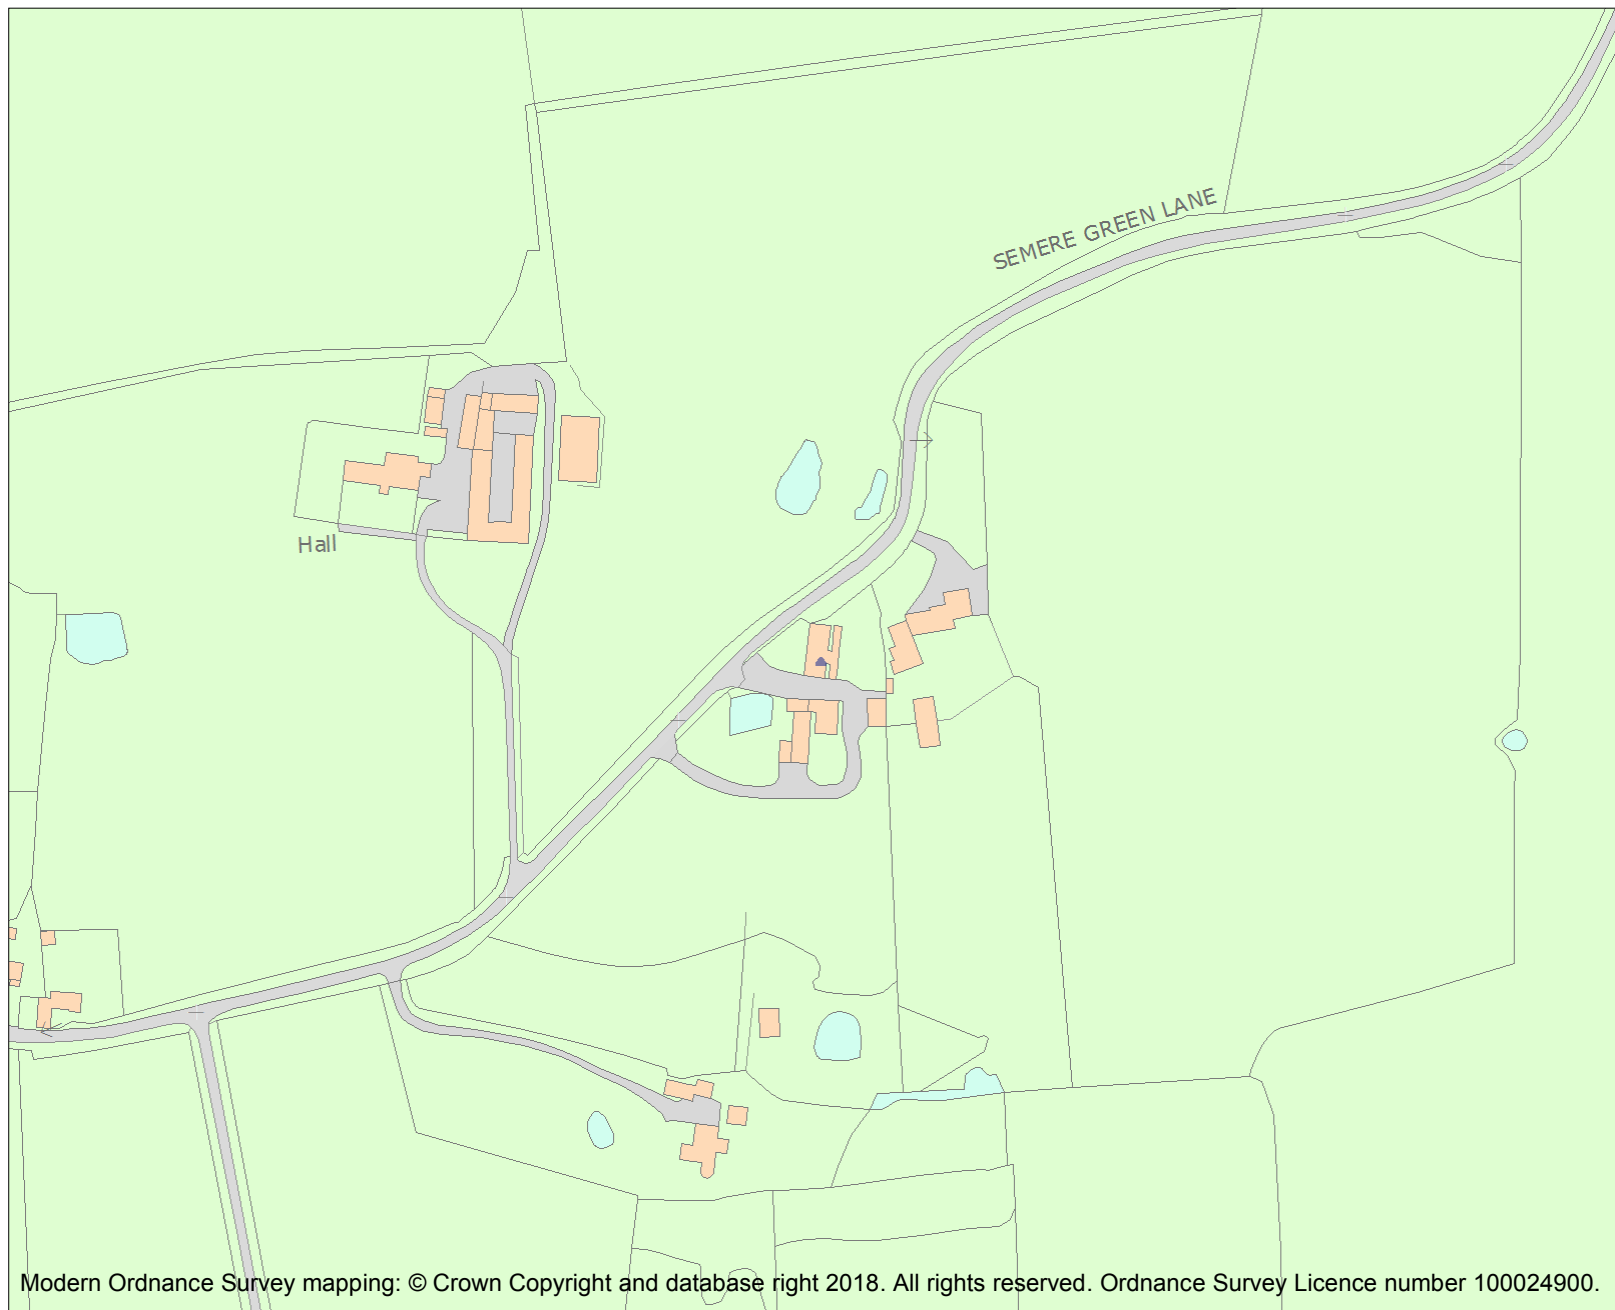 SEMERE GREEN LANE
Hall
Modern Ordnance Survey mapping: © Crown Copyright and database right 2018. All rights reserved. Ordnance Survey Licence number 100024900.